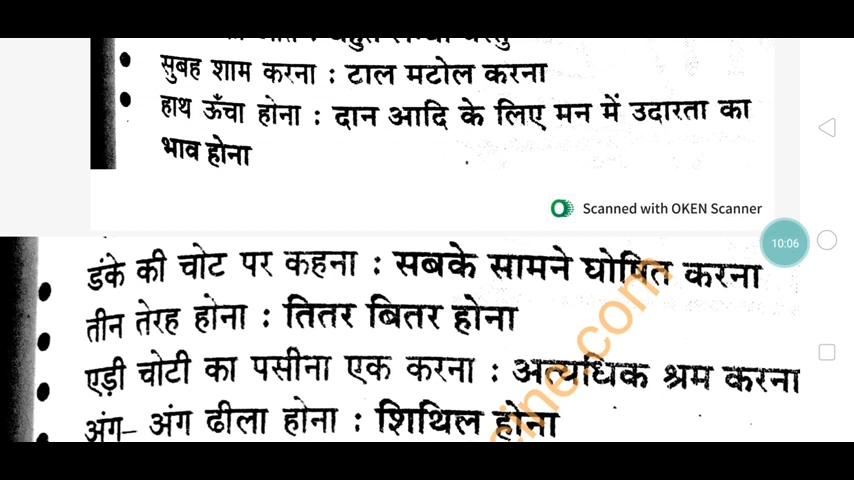 सुबह शाम करना : टाल मटोल करना
हाथ ऊँचा होना : दान आदि के लिए मन में उदारता का
भाव होना
Scanned with OKEN Scanner
10:06
डंके की चोट पर कहना : सबके सामने घोषित करना
तीन तेरह होना : तितर बितर होना
एड़ी चोटी का पसीना एक करना : अत्यधिक श्रम करना
अंग– अंग ढीला होना : शिथिल होना